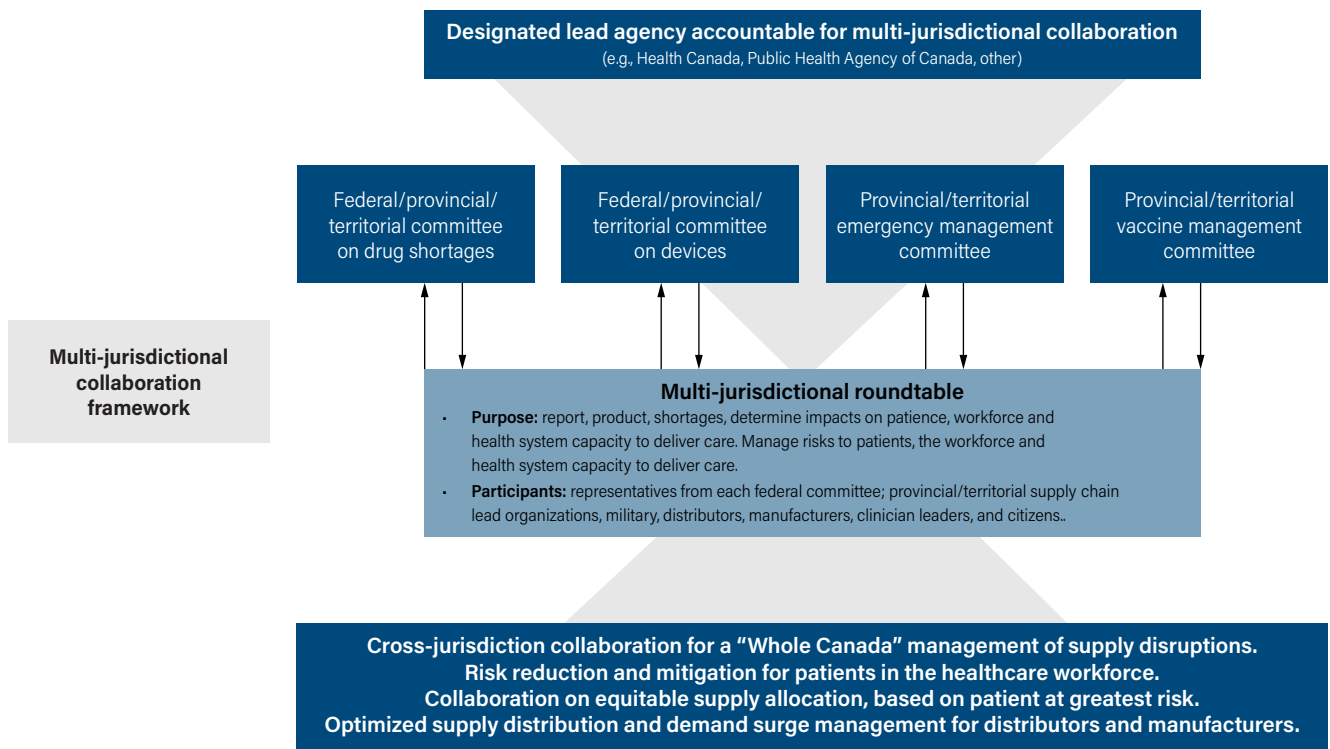 Designated lead agency accountable for multi-jurisdictional collaboration
(e.g., Health Canada, Public Health Agency of Canada, other)
Federal/provincial/
territorial committee
on drug shortages
Federal/provincial/
territorial committee
on devices
Provincial/territorial
emergency management
committee
Provincial/territorial
vaccine management
committee
Multi-jurisdictional
collaboration
framework
Multi-jurisdictional roundtable
• Purpose: report, product, shortages, determine impacts on patience, workforce and
health system capacity to deliver care. Manage risks to patients, the workforce and
health system capacity to deliver care.
• Participants: representatives from each federal committee; provincial/territorial supply chain
lead organizations, military, distributors, manufacturers, clinician leaders, and citizens..
Cross-jurisdiction collaboration for a “Whole Canada” management of supply disruptions.
Risk reduction and mitigation for patients in the healthcare workforce.
Collaboration on equitable supply allocation, based on patient at greatest risk.
Optimized supply distribution and demand surge management for distributors and manufacturers.